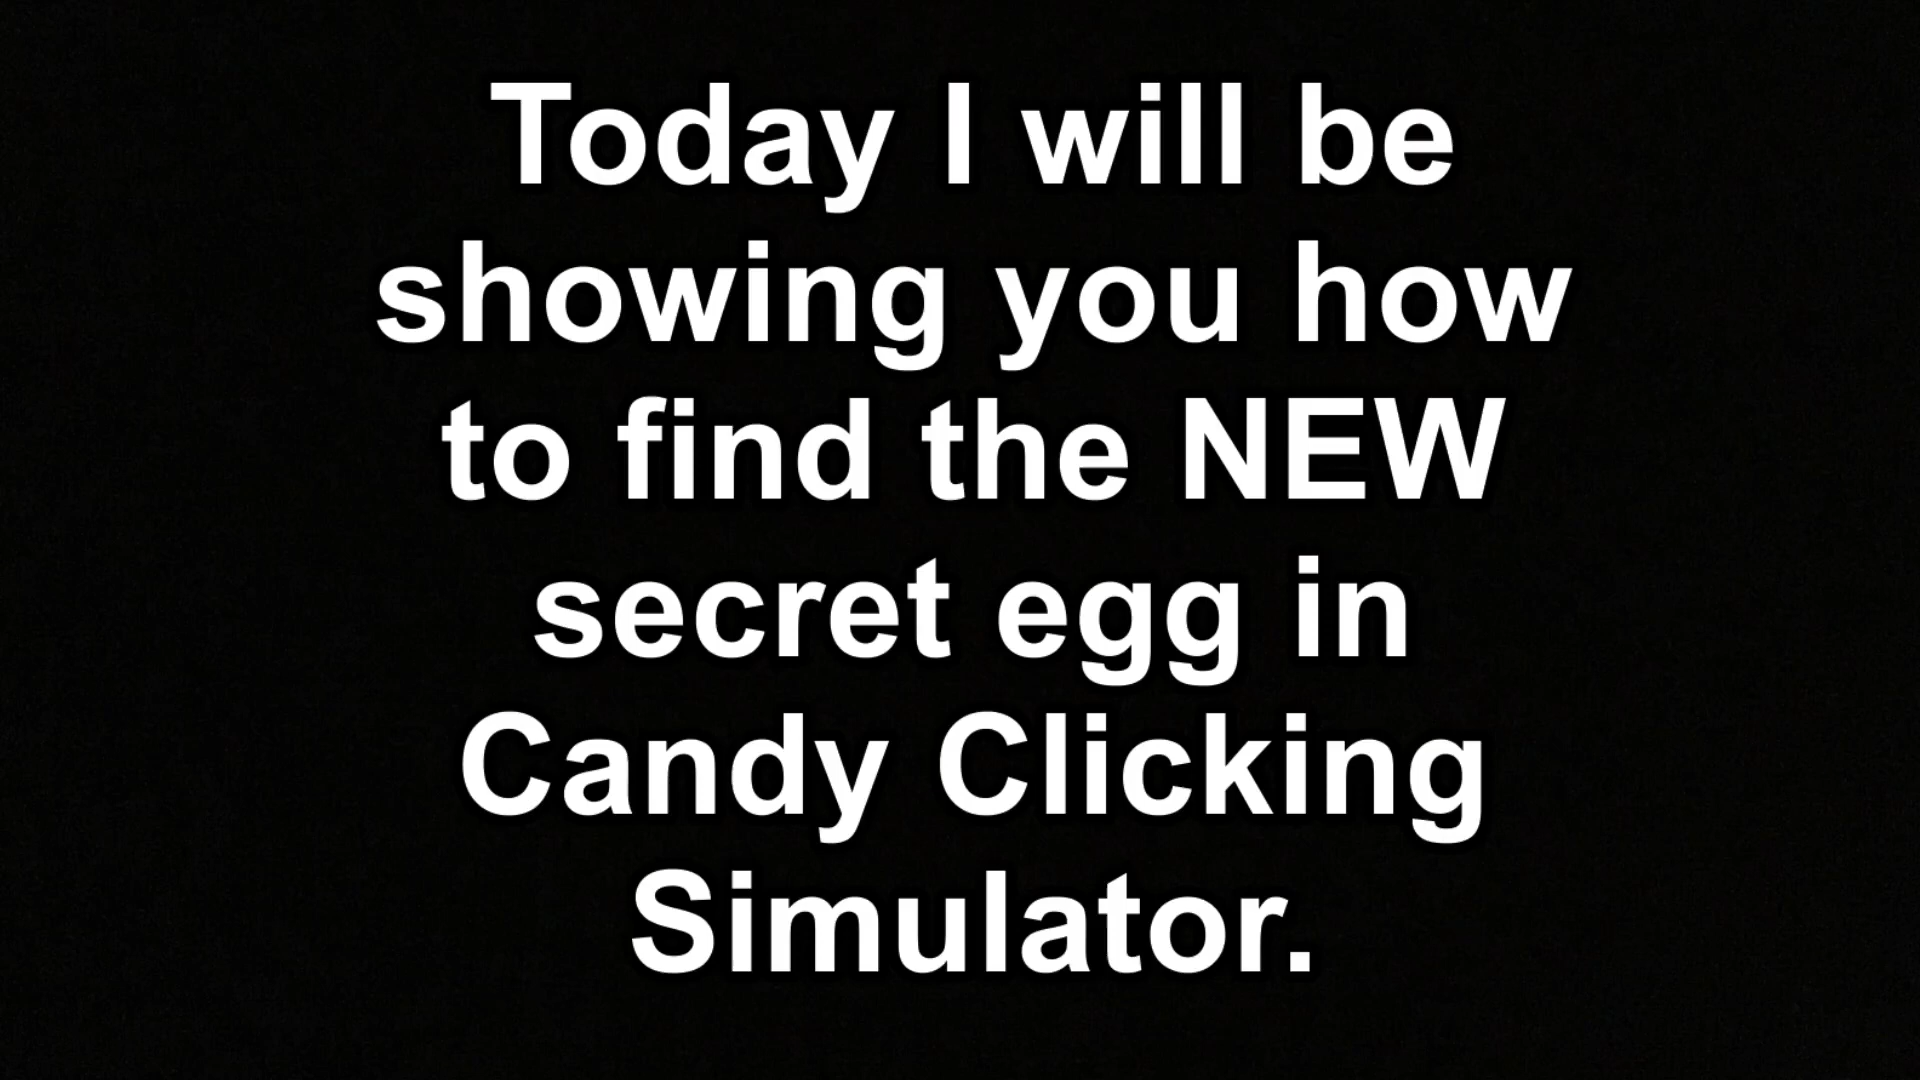 Today I will be
showing you how
to find the NEW
secret egg in
Candy Clicking
Simulator.